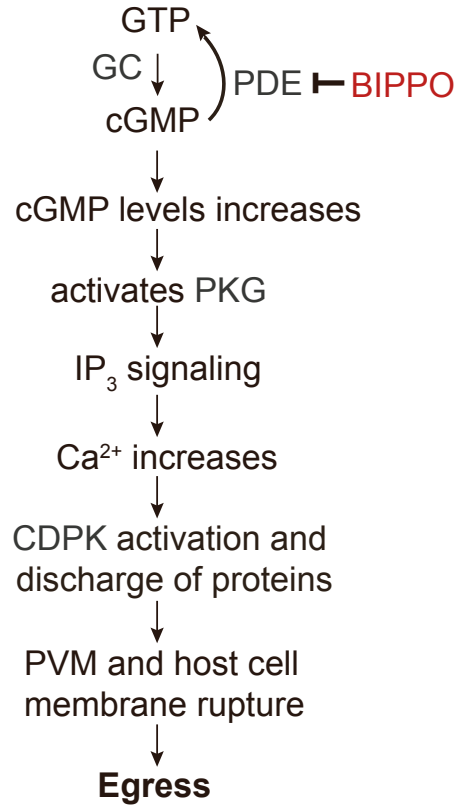 GTP
GC
PDE
BIPPO
cGMP
cGMP levels increases
activates PKG
IP₃ signaling
Ca²⁺ increases
CDPK activation and
discharge of proteins
PVM and host cell
membrane rupture
Egress